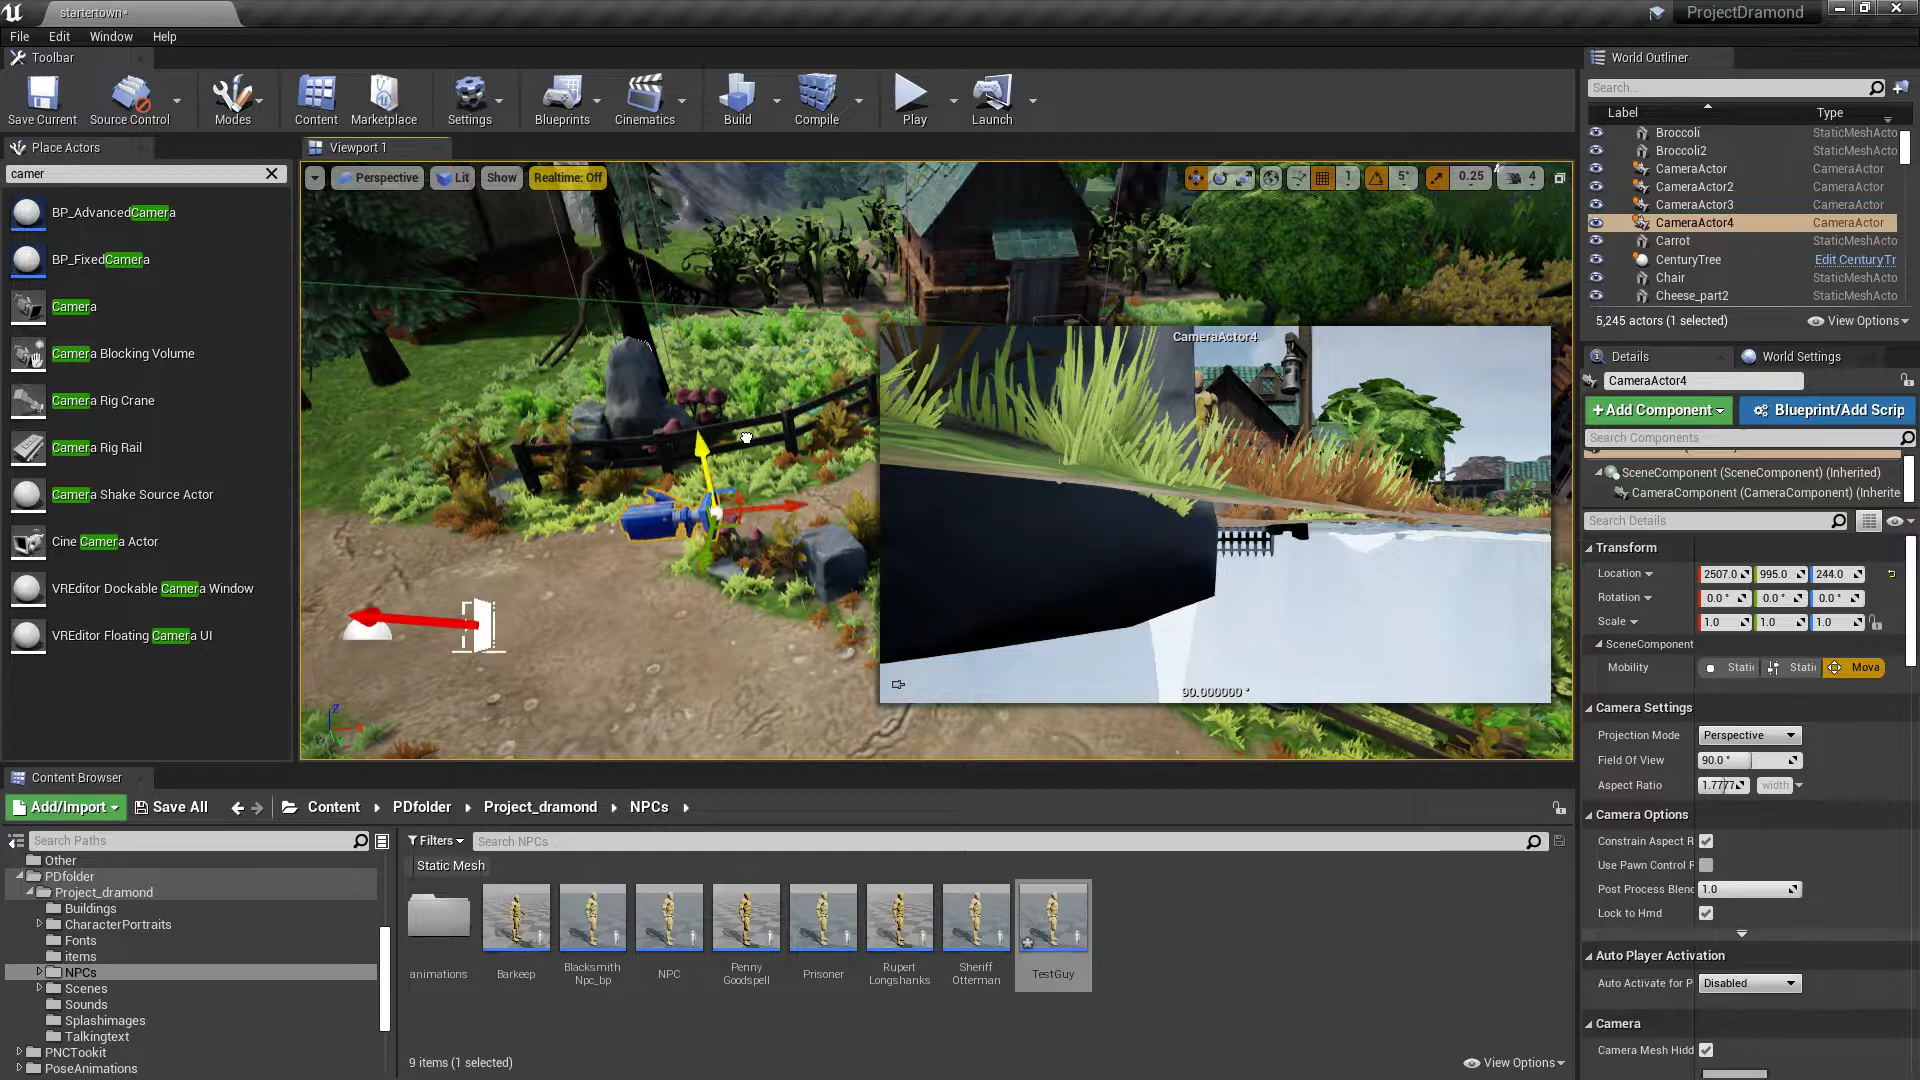 startertown*
ProjectDramond
File
Edit
Window
Help
Toolbar
Save Current
Source Control
Modes
Content
Marketplace
Settings
Blueprints
Cinematics
Build
Compile
Play
Launch
Place Actors
camer
BP_AdvancedCamera
BP_FixedCamera
Camera
Camera Blocking Volume
Camera Rig Crane
Camera Rig Rail
Camera Shake Source Actor
Cine Camera Actor
VREditor Dockable Camera Window
VREditor Floating Camera UI
Viewport 1
Perspective
Lit
Show
Realtime: Off
1
5°
0.25
4
CameraActor4
90.000000 °
Z
X
Y
World Outliner
Search...
Label
Type
Broccoli
StaticMeshActo
Broccoli2
StaticMeshActo
CameraActor
CameraActor
CameraActor2
CameraActor
CameraActor3
CameraActor
CameraActor4
CameraActor
Carrot
StaticMeshActo
CenturyTree
Edit CenturyTr
Chair
StaticMeshActo
Cheese_part2
StaticMeshActo
5,245 actors (1 selected)
View Options
Details
World Settings
CameraActor4
+Add Component
Blueprint/Add Scrip
Search Components
SceneComponent (SceneComponent) (Inherited)
CameraComponent (CameraComponent) (Inherite
Search Details
Transform
Location
2507.0
995.0
244.0
Rotation
0.0 °
0.0 °
0.0 °
Scale
1.0
1.0
1.0
SceneComponent
Mobility
Static
Static
Mova
Camera Settings
Projection Mode
Perspective
Field Of View
90.0 °
Aspect Ratio
1.7777
width
Camera Options
Constrain Aspect R
Use Pawn Control R
Post Process Blend
1.0
Lock to Hmd
Auto Player Activation
Auto Activate for P
Disabled
Camera
Camera Mesh Hidd
Content Browser
Add/Import
Save All
Content
PDfolder
Project_dramond
NPCs
Search Paths
Other
PDfolder
Project_dramond
Buildings
CharacterPortraits
Fonts
items
NPCs
Scenes
Sounds
Splashimages
Talkingtext
PNCTookit
PoseAnimations
Filters
Search NPCs
Static Mesh
animations
Barkeep
Blacksmith
Npc_bp
NPC
Penny
Goodspell
Prisoner
Rupert
Longshanks
Sheriff
Otterman
TestGuy
9 items (1 selected)
View Options